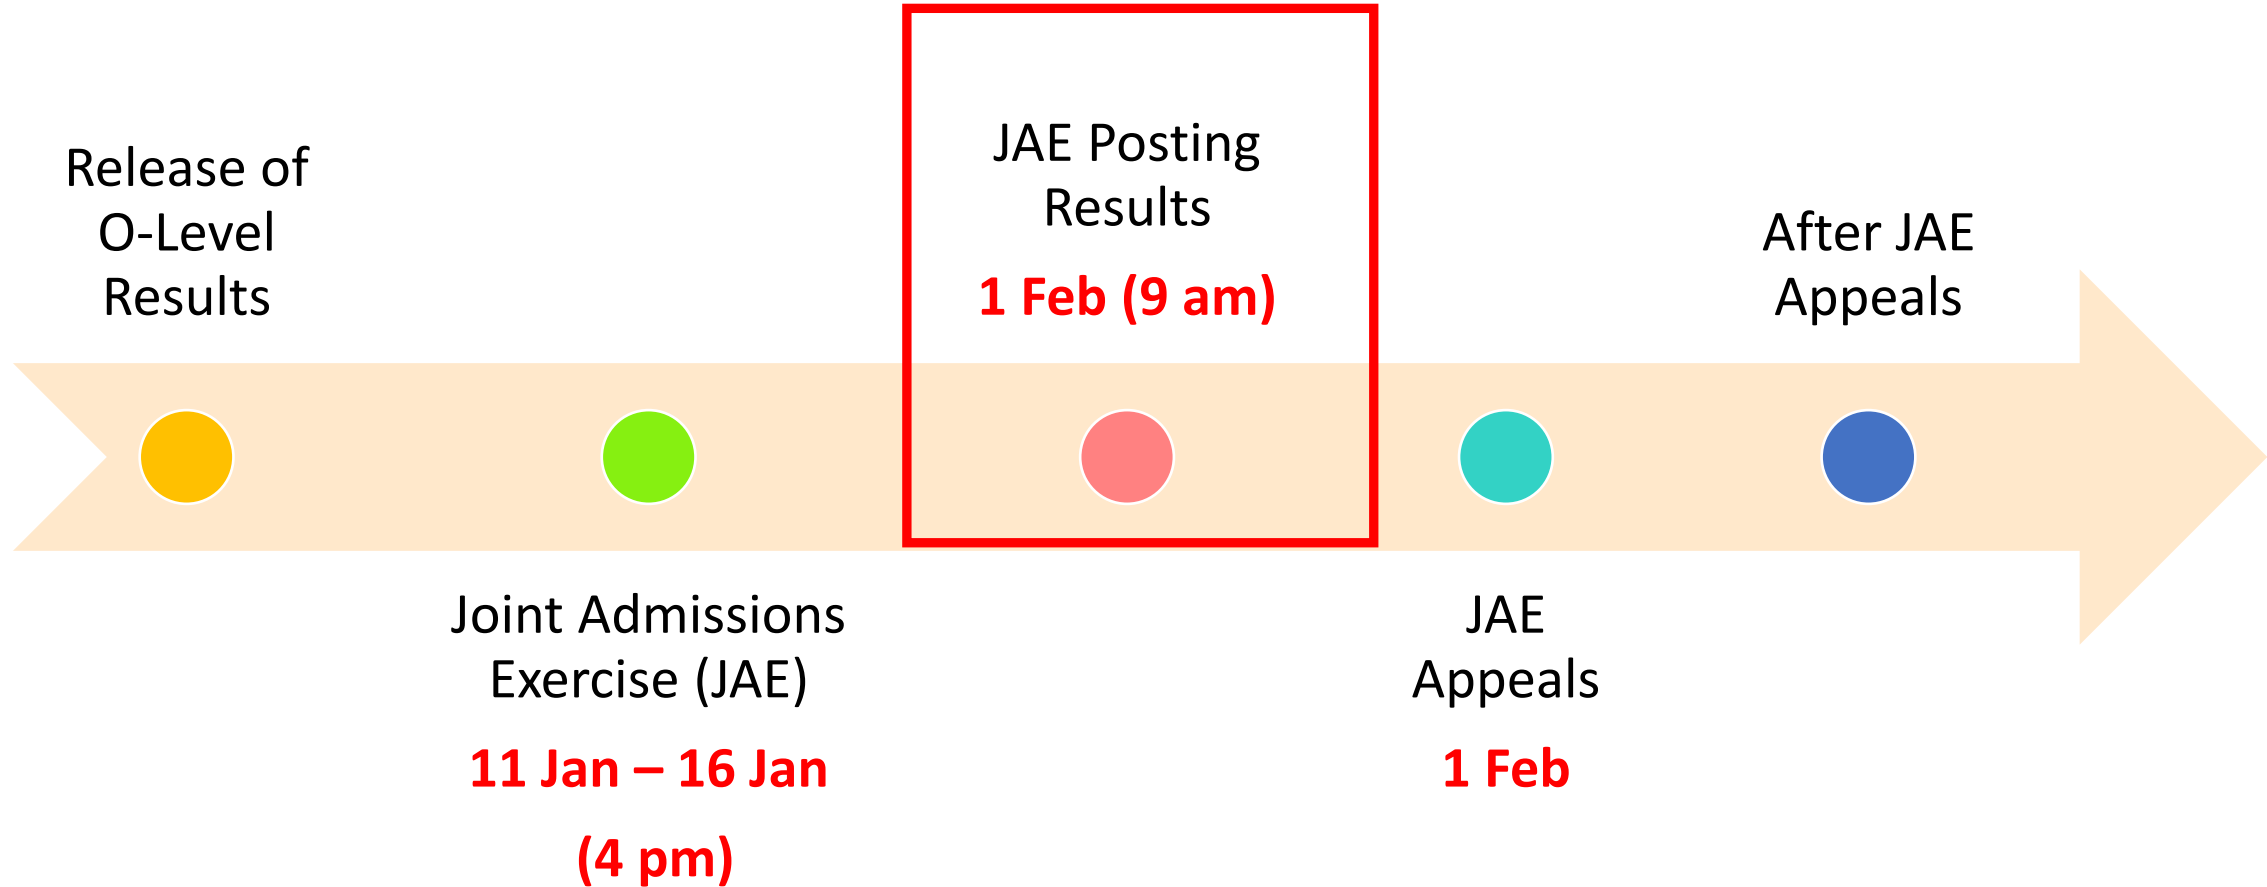 Release of
O-Level
Results
Joint Admissions
Exercise (JAE)
11 Jan – 16 Jan
(4 pm)
JAE Posting
Results
1 Feb (9 am)
JAE
Appeals
1 Feb
After JAE
Appeals